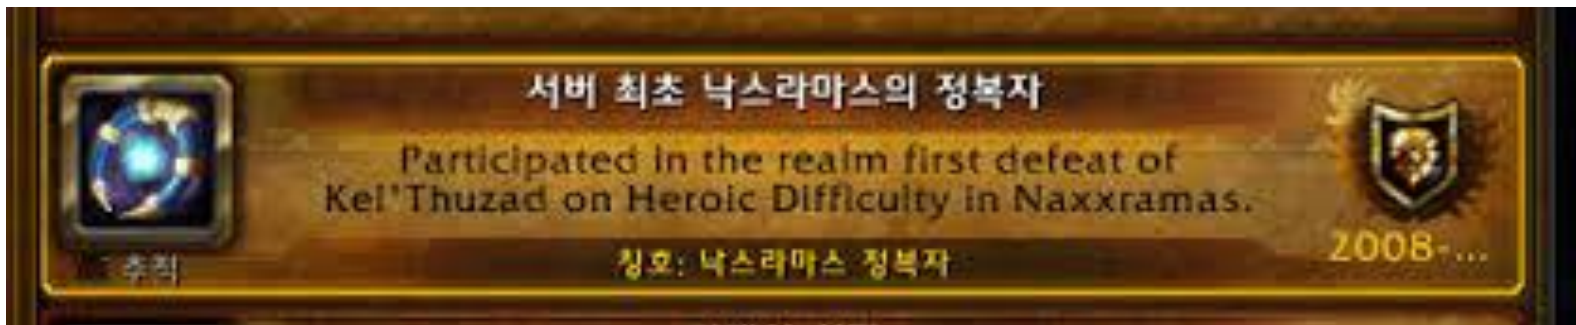 서버 최초 낙스라마스의 정복자
Participated in the realm first defeat of
Kel'Thuzad on Heroic Difficulty in Naxxramas.
2008-...
추적
칭호: 낙스라마스 정복자